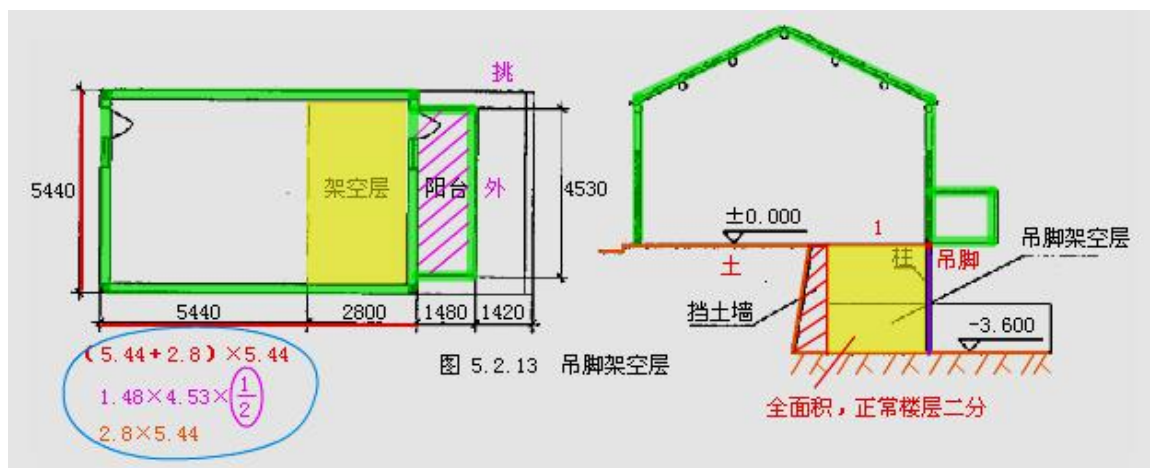 挑
5440
架空层
阳台
外
4530
5440
2800
1480
1420
(5.44+2.8)×5.44
1.48×4.53×1/2
2.8×5.44
图 5.2.13 吊脚架空层
±0.000
1
土
柱
吊脚
吊脚架空层
挡土墙
-3.600
全面积，正常楼层二分